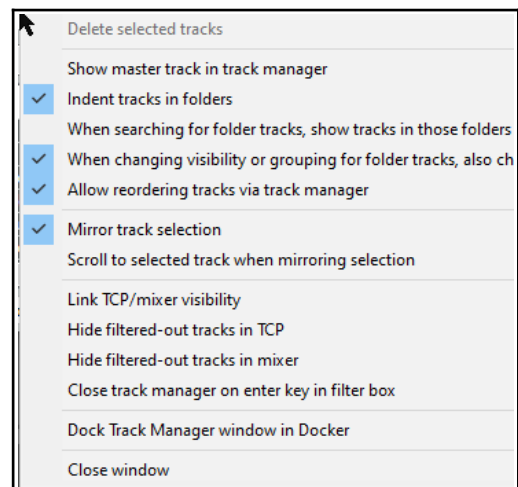 Delete selected tracks
Show master track in track manager
Indent tracks in folders
When searching for folder tracks, show tracks in those folders
When changing visibility or grouping for folder tracks, also ch
Allow reordering tracks via track manager
Mirror track selection
Scroll to selected track when mirroring selection
Link TCP/mixer visibility
Hide filtered-out tracks in TCP
Hide filtered-out tracks in mixer
Close track manager on enter key in filter box
Dock Track Manager window in Docker
Close window